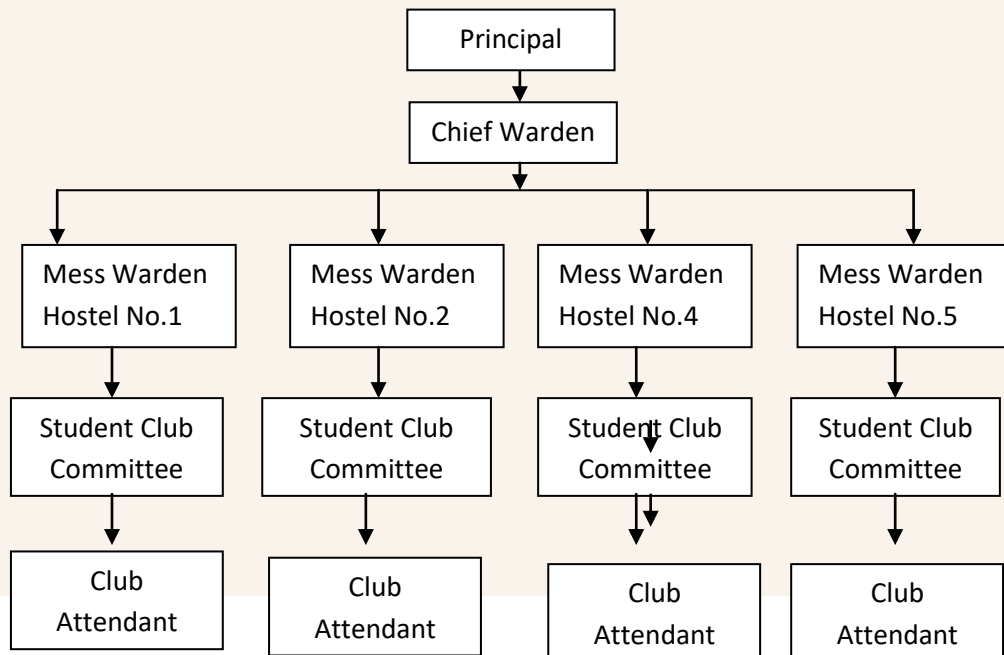 Principal
Chief Warden
Mess Warden
Hostel No.1
Mess Warden
Hostel No.2
Mess Warden
Hostel No.4
Mess Warden
Hostel No.5
Student Club
Committee
Student Club
Committee
Student Club
Committee
Student Club
Committee
Club
Attendant
Club
Attendant
Club
Attendant
Club
Attendant